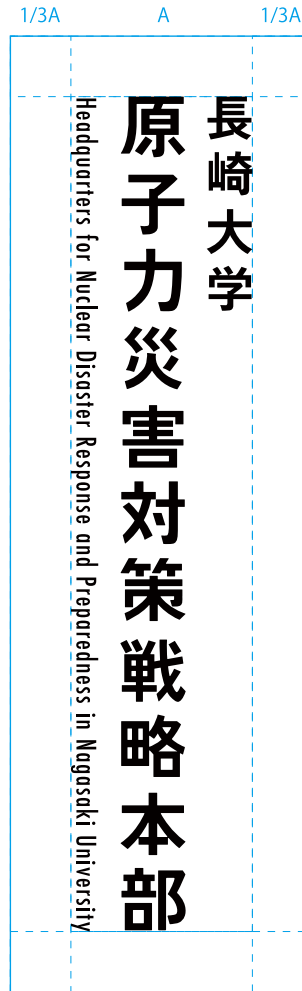 1/3A
A
1/3A
長崎大学
原子力災害対策戦略本部
Headquarters for Nuclear Disaster Response and Preparedness in Nagasaki University